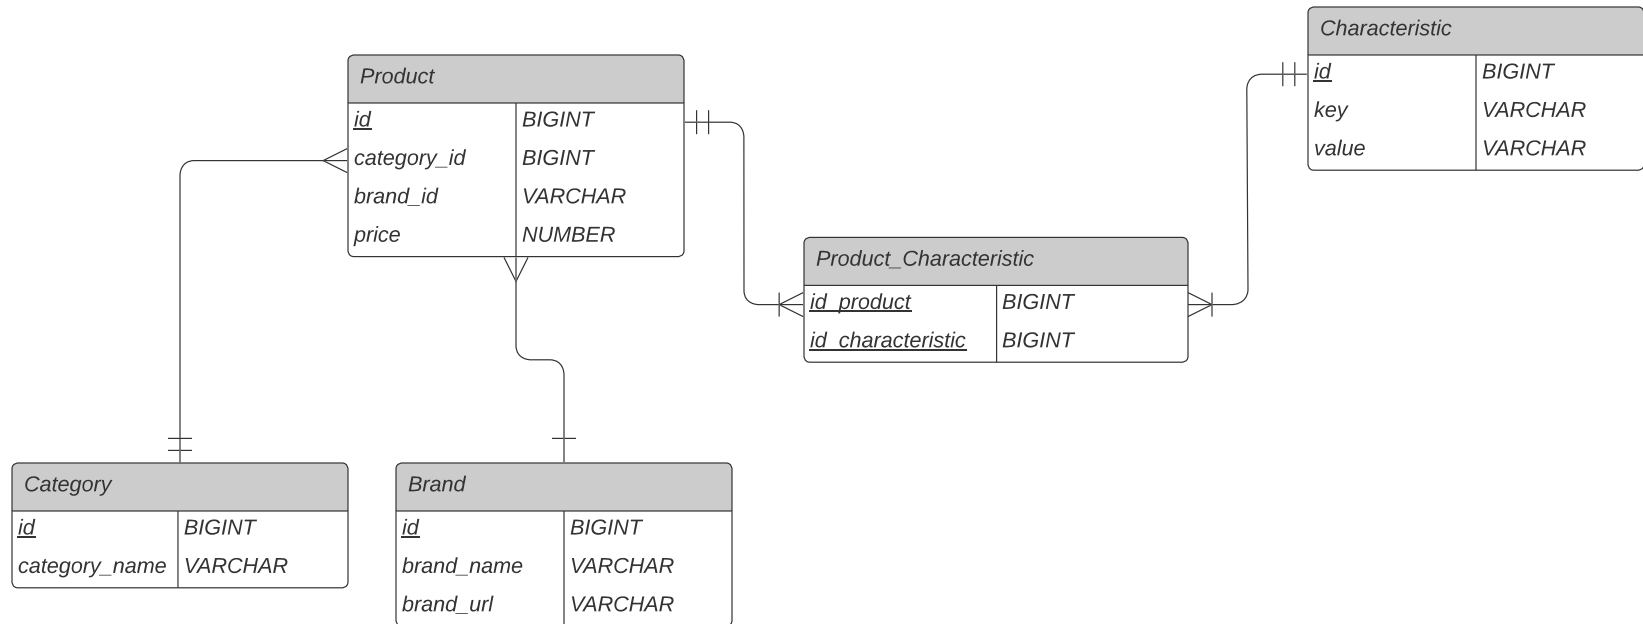 Characteristic
id BIGINT
key VARCHAR
value VARCHAR
Product
id BIGINT
category_id BIGINT
brand_id VARCHAR
price NUMBER
Product_Characteristic
id_product BIGINT
id_characteristic BIGINT
Category
id BIGINT
category_name VARCHAR
Brand
id BIGINT
brand_name VARCHAR
brand_url VARCHAR